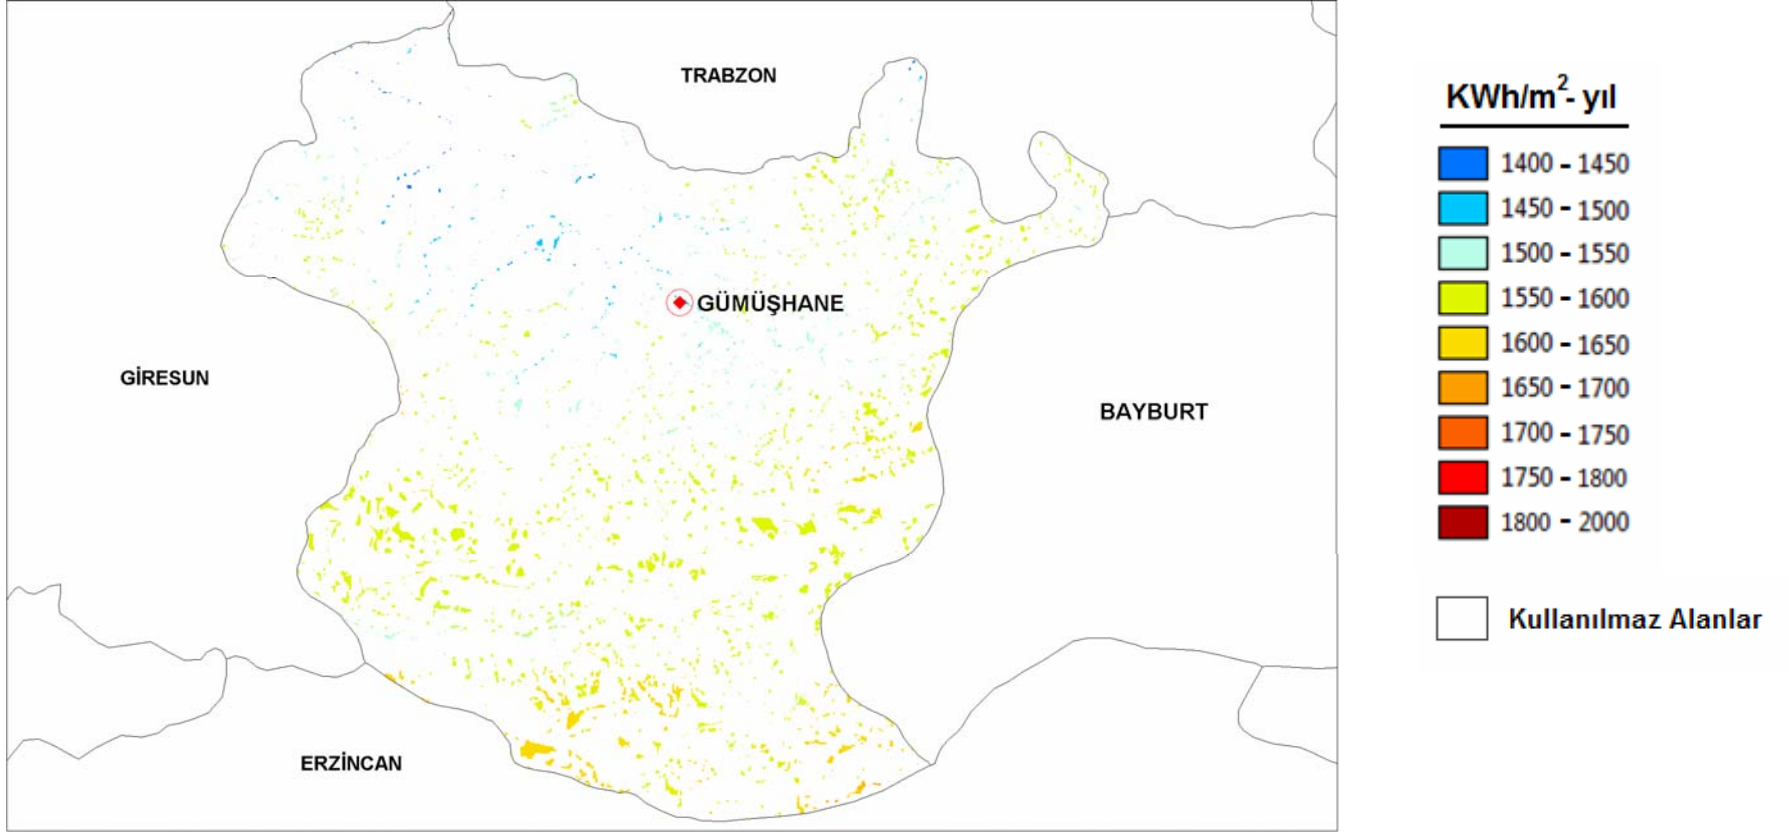 TRABZON
GÜMÜŞHANE
GİRESUN
BAYBURT
ERZİNCAN
KWh/m²- yıl
1400 - 1450
1450 - 1500
1500 - 1550
1550 - 1600
1600 - 1650
1650 - 1700
1700 - 1750
1750 - 1800
1800 - 2000
Kullanılmaz Alanlar